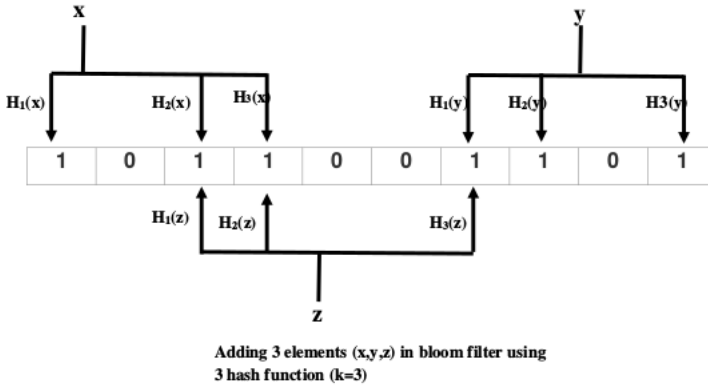 x y
H₁(x) H₂(x) H₃(x) H₁(y) H₂(y) H3(y)
1 0 1 1 0 0 1 1 0 1
H₁(z) H₂(z) H₃(z)
z
Adding 3 elements (x,y,z) in bloom filter using
3 hash function (k=3)